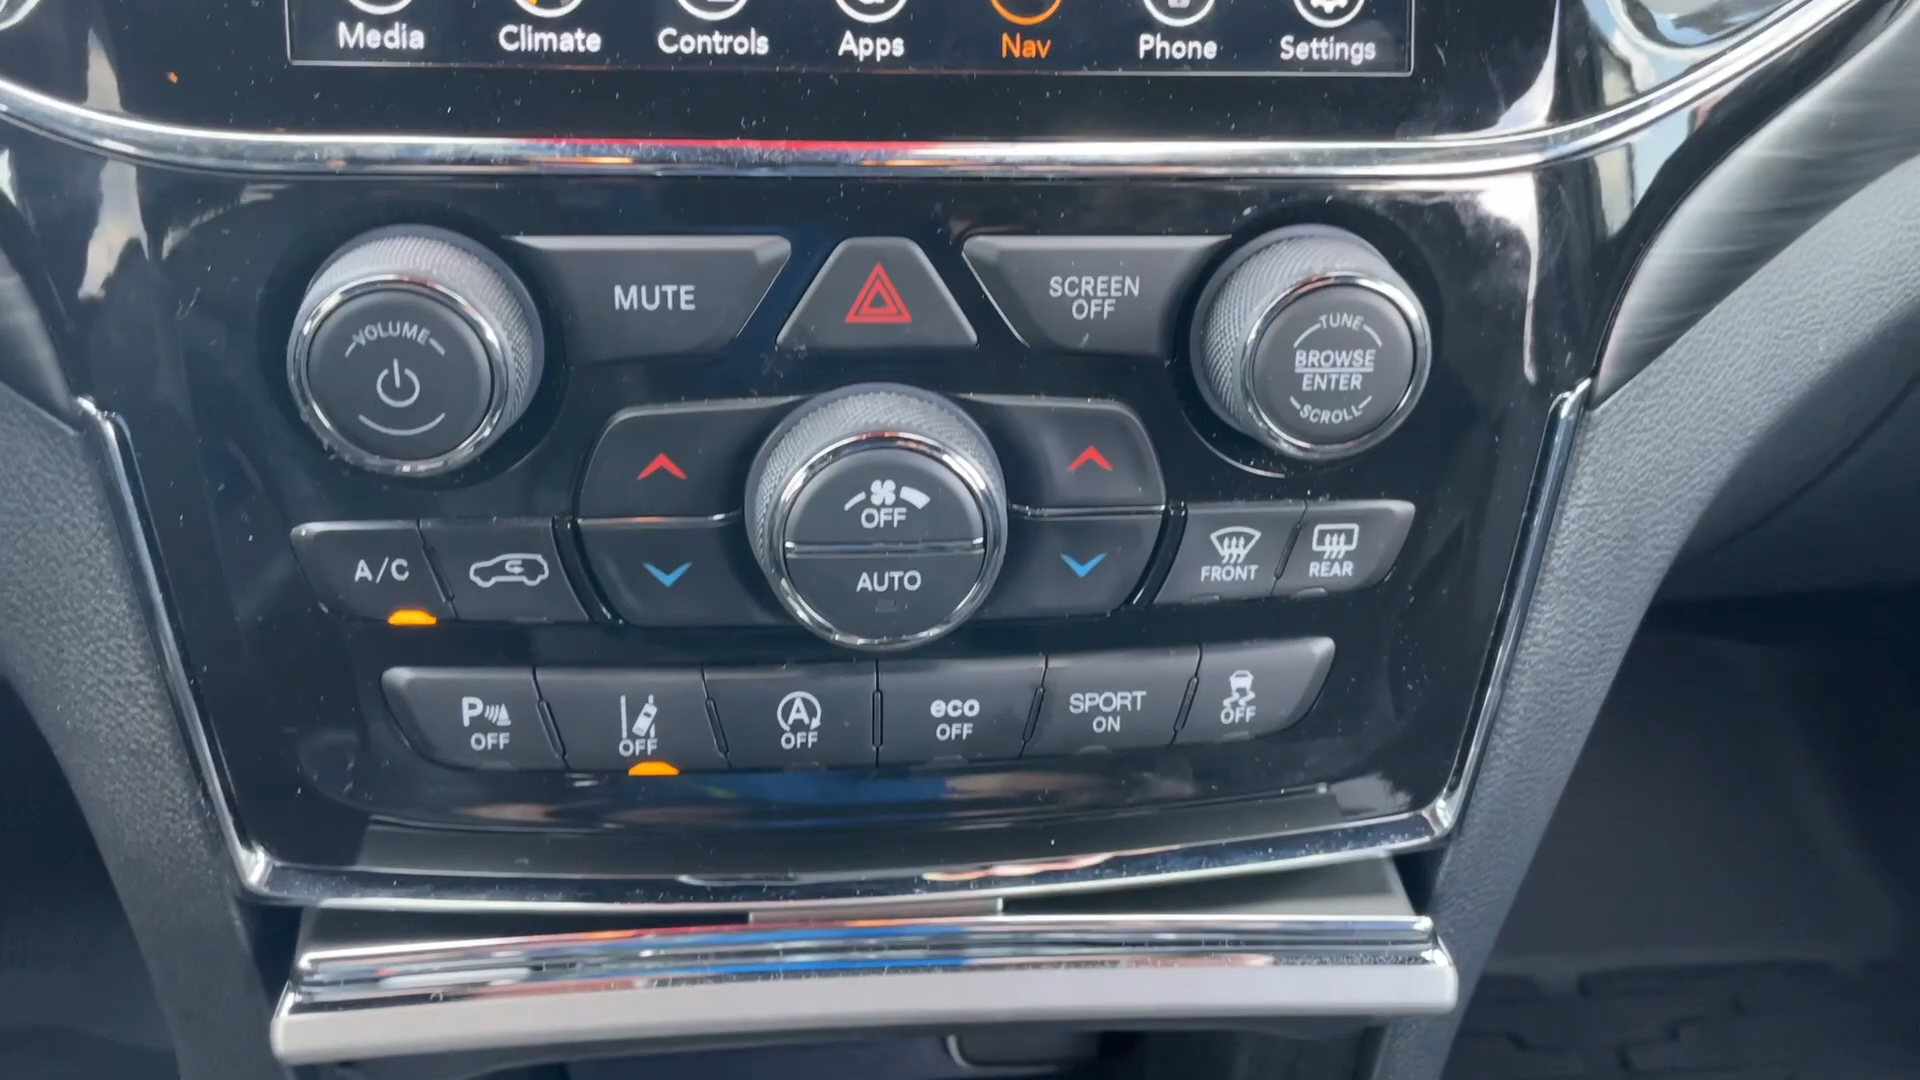 Media Climate Controls Apps Nav Phone Settings
MUTE
SCREEN
OFF
VOLUME
TUNE
BROWSE
ENTER
SCROLL
OFF
AUTO
A/C
FRONT
REAR
P
OFF
OFF
A
OFF
eco
OFF
SPORT
ON
OFF